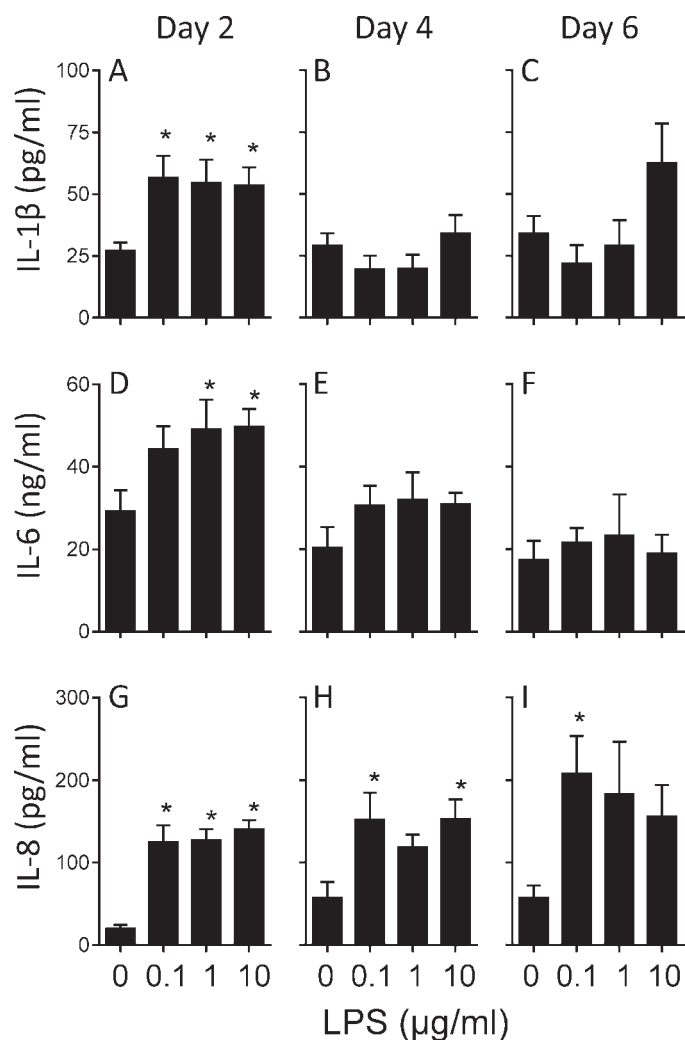 Day 2 Day 4 Day 6
A B C
100
75
50
25
0
IL-1β (pg/ml)
* * *
D E F
60
40
20
0
IL-6 (ng/ml)
* *
G H I
300
200
100
0
IL-8 (pg/ml)
* * * * * *
0 0.1 1 10 0 0.1 1 10 0 0.1 1 10
LPS (µg/ml)